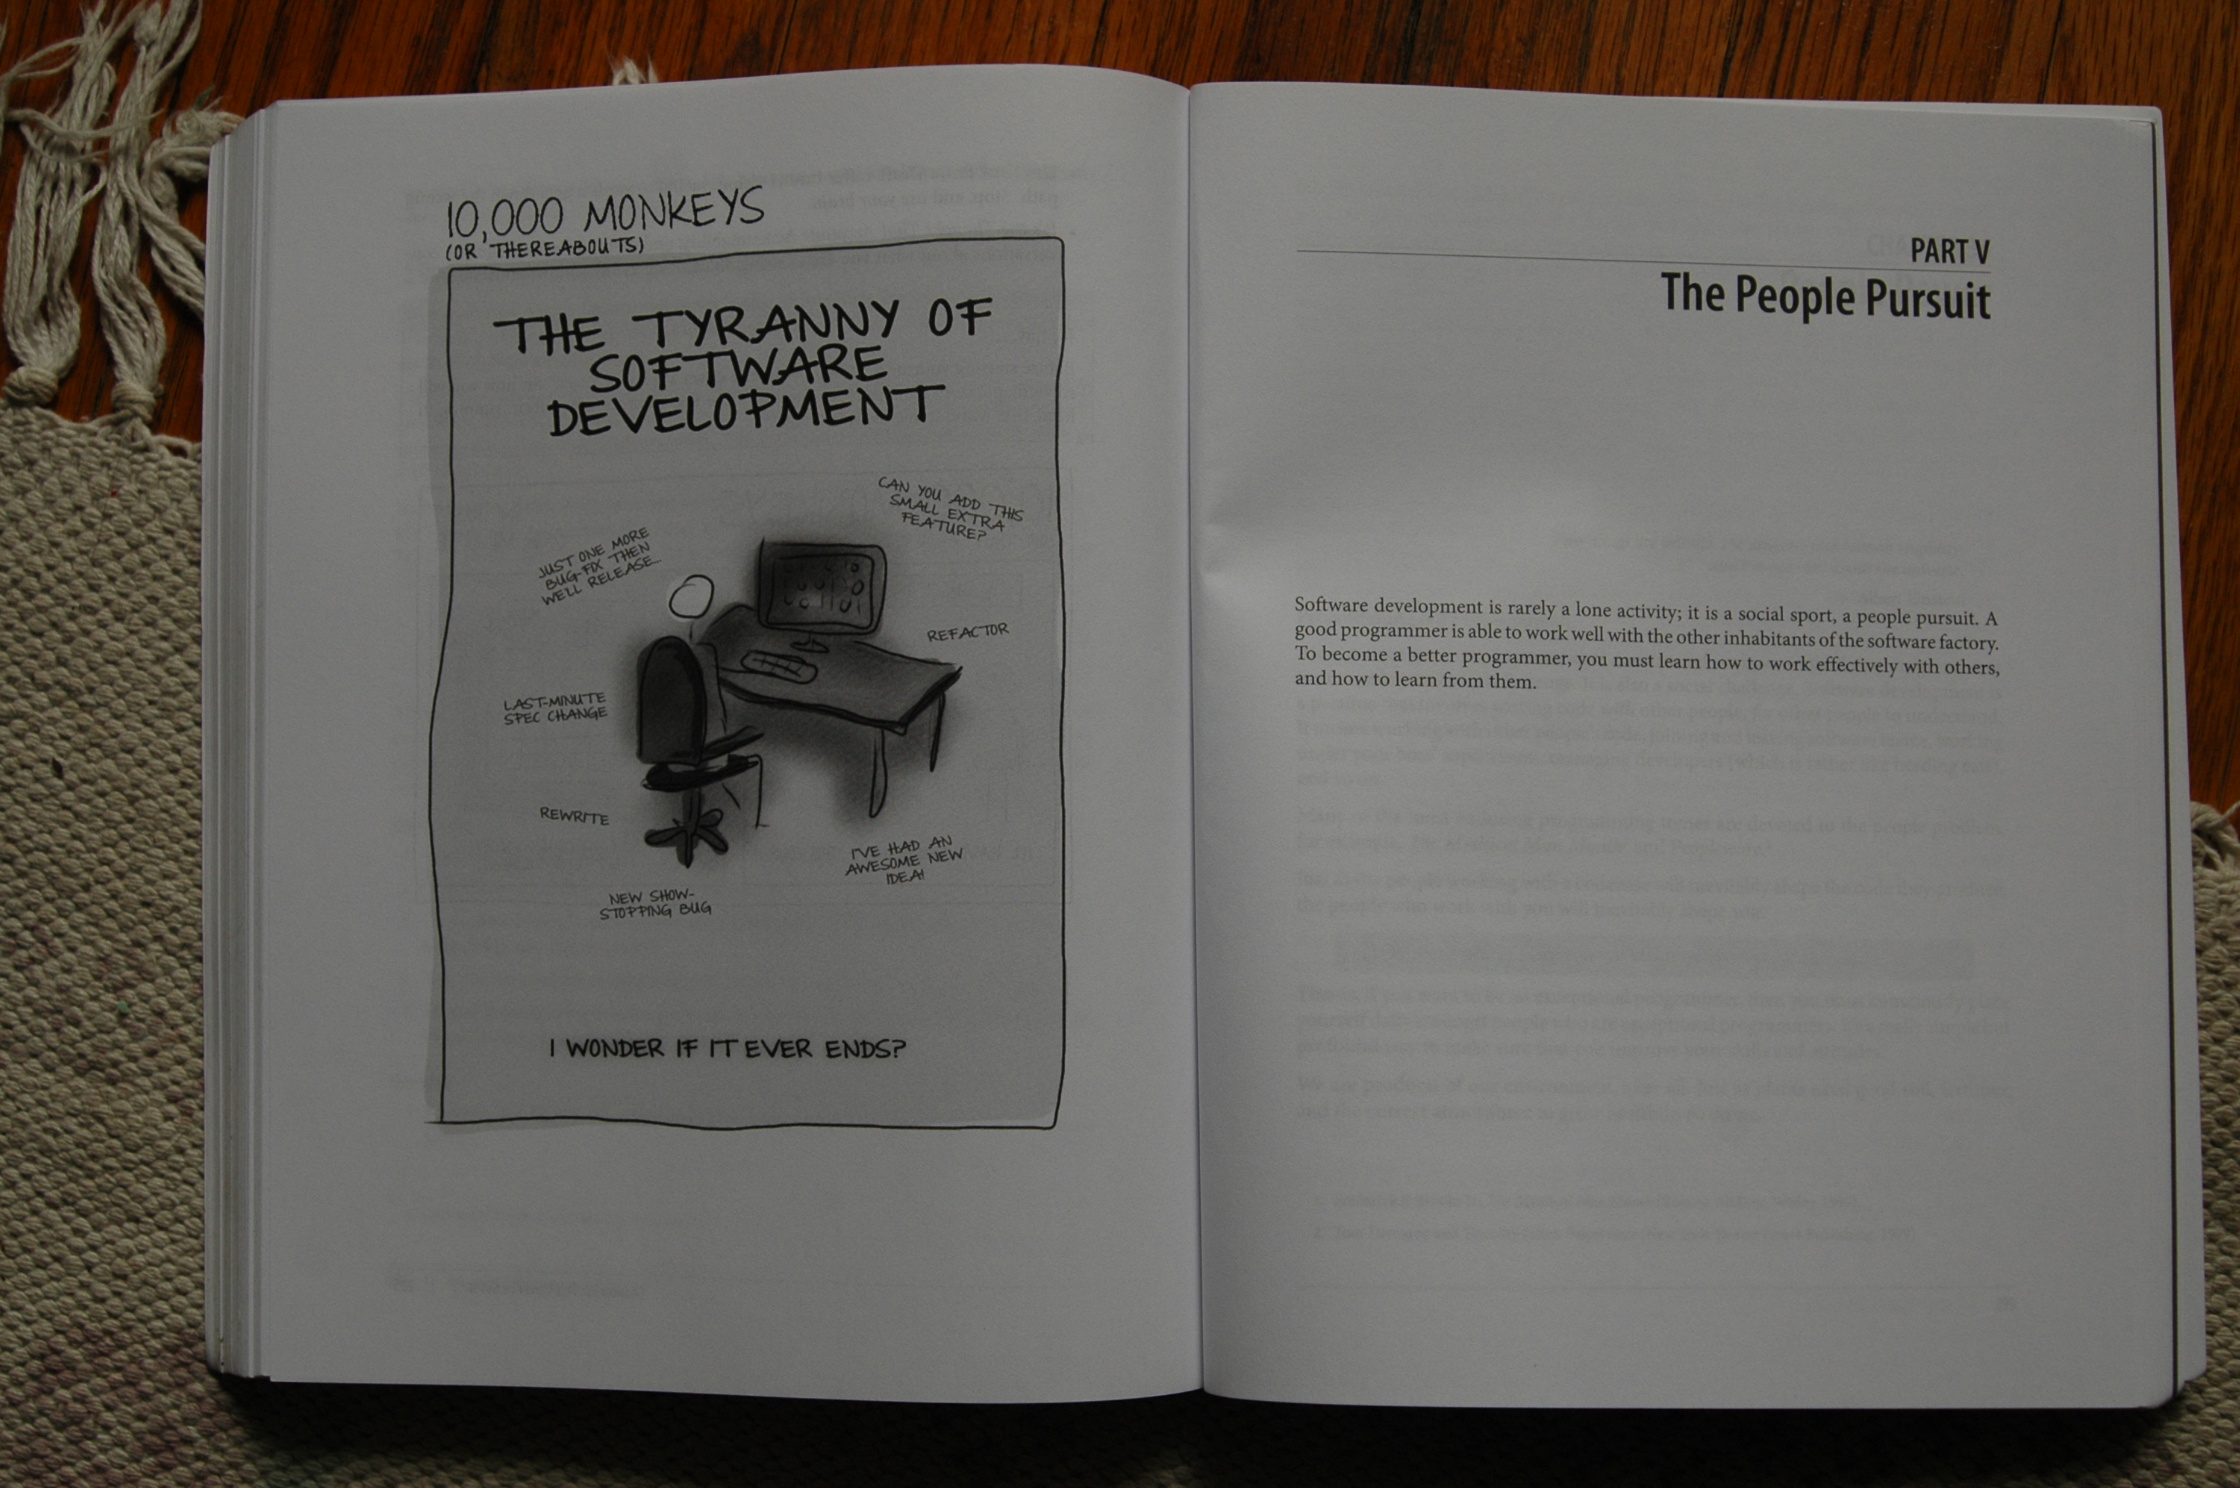 10,000 MONKEYS
(OR THEREABOUTS)
THE TYRANNY OF
SOFTWARE
DEVELOPMENT
CAN YOU ADD THIS
SMALL EXTRA
FEATURE?
JUST ONE MORE
BUG FIX THEN
WE'LL RELEASE...
REFACTOR
LAST-MINUTE
SPEC CHANGE
I'VE HAD AN
AWESOME NEW
IDEA!
REWRITE
NEW SHOW-
STOPPING BUG
I WONDER IF IT EVER ENDS?
PART V
The People Pursuit
Software development is rarely a lone activity; it is a social sport, a people pursuit. A
good programmer is able to work well with the other inhabitants of the software factory.
To become a better programmer, you must learn how to work effectively with others,
and how to learn from them.